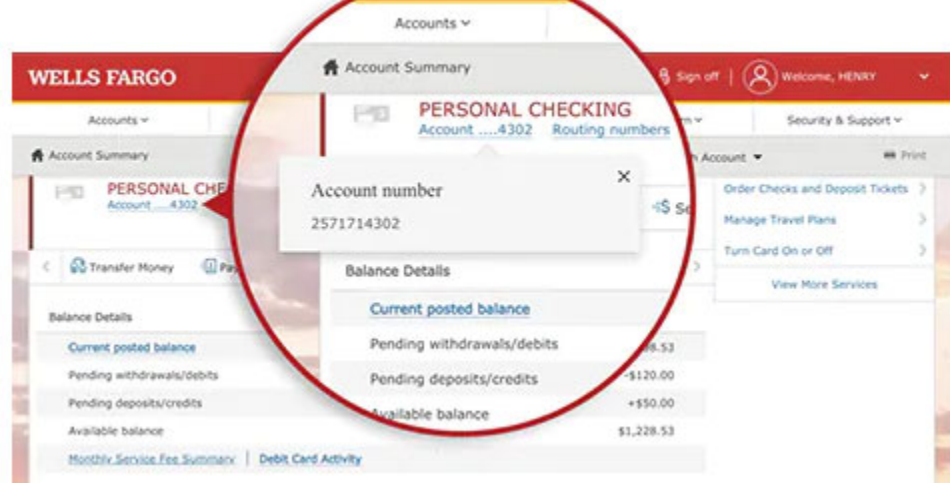 Accounts
Account Summary
PERSONAL CHECKING
Account ....4302 Routing numbers
Account number
2571714302
Balance Details
Current posted balance
Pending withdrawals/debits
Pending deposits/credits
Available balance
WELLS FARGO
Sign off | Welcome, HENRY
Accounts
Security & Support
Account Summary
Account
Print
PERSONAL CHE
Account ....4302
Order Checks and Deposit Tickets
Manage Travel Plans
Turn Card On or Off
View More Services
Transfer Money
Balance Details
Current posted balance
Pending withdrawals/debits -$120.00
Pending deposits/credits +$50.00
Available balance $1,228.53
Monthly Service Fee Summary | Debit Card Activity